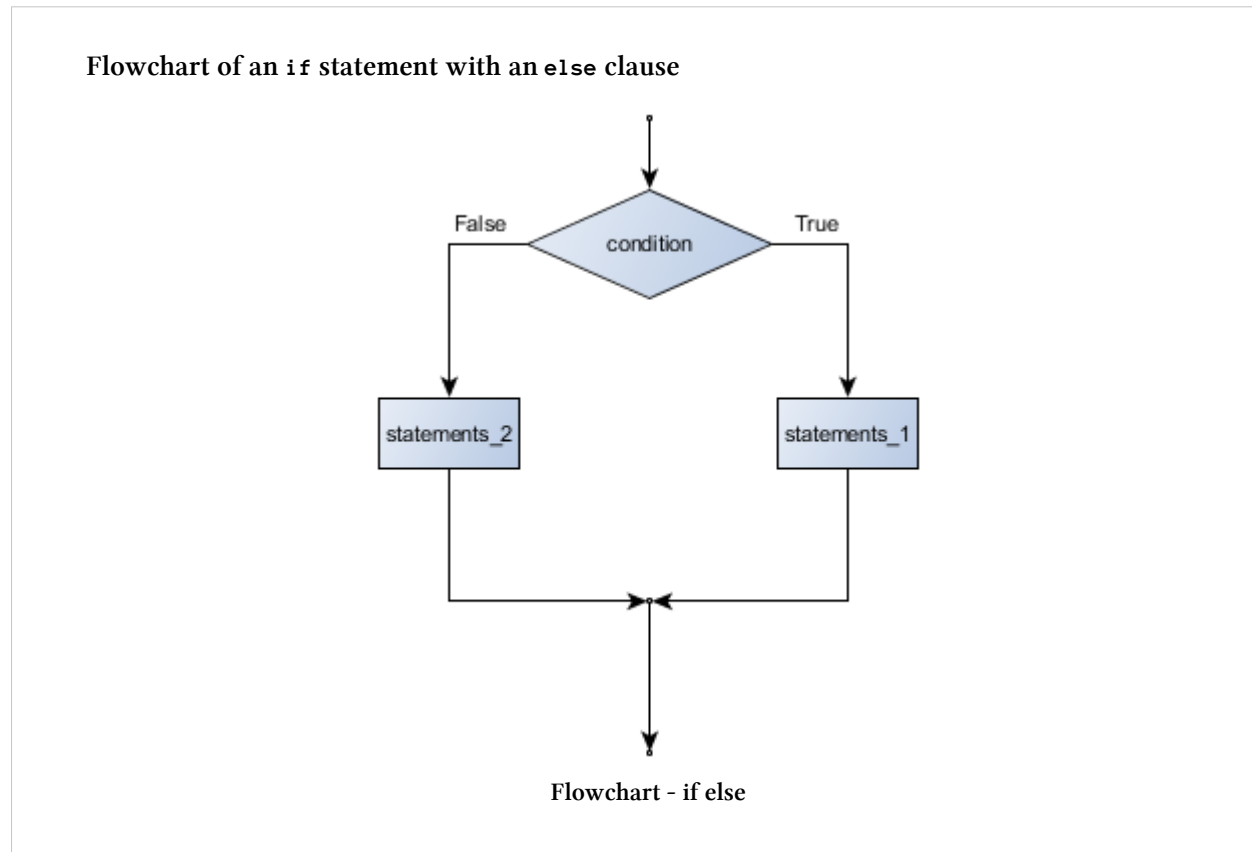 Flowchart of an if statement with an else clause
False
True
condition
statements_2
statements_1
Flowchart - if else